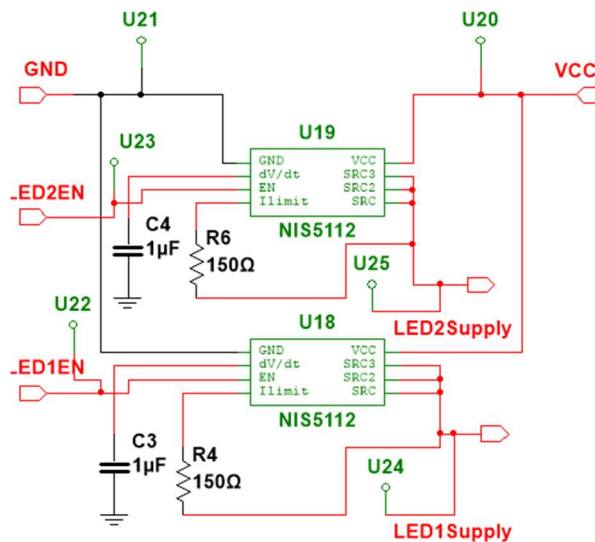 U21
U20
GND
VCC
U19
U23
GND
VCC
dV/dt
SRC3
EN
SRC2
Ilimit
SRC
_ED2EN
NIS5112
C4
1µF
R6
150Ω
U25
U22
LED2Supply
U18
GND
VCC
dV/dt
SRC3
EN
SRC2
Ilimit
SRC
_ED1EN
NIS5112
C3
1µF
R4
150Ω
U24
LED1Supply